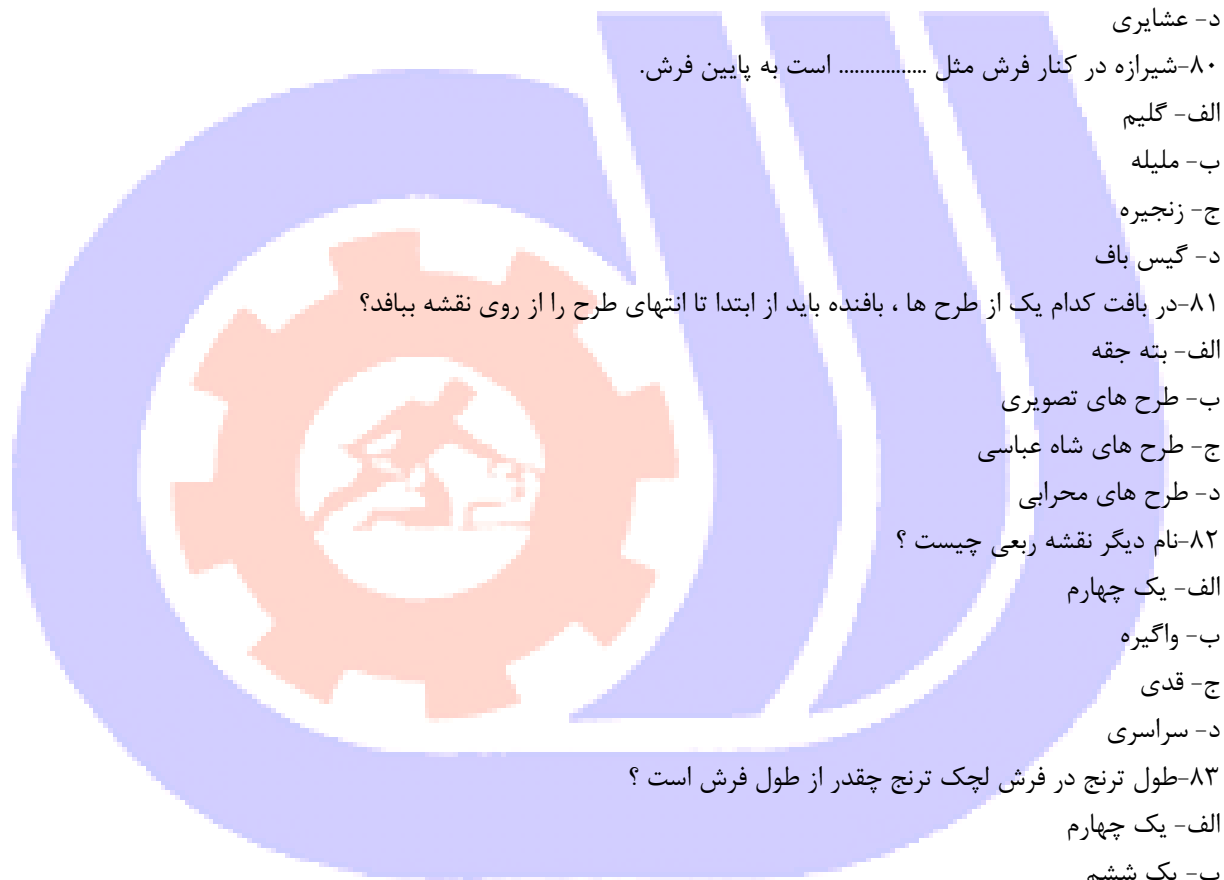 د- عشایری
۸۰-شیرازه در کنار فرش مثل ................ است به پایین فرش.
الف- گلیم
ب- ملیله
ج- زنجیره
د- گیس باف
۸۱-در بافت کدام یک از طرح ها ، بافنده باید از ابتدا تا انتهای طرح را از روی نقشه ببافد؟
الف- بته جقه
ب- طرح های تصویری
ج- طرح های شاه عباسی
د- طرح های محرابی
۸۲-نام دیگر نقشه ربعی چیست ؟
الف- یک چهارم
ب- واگیره
ج- قدی
د- سراسری
۸۳-طول ترنج در فرش لچک ترنج چقدر از طول فرش است ؟
الف- یک چهارم
ب- یک ششم